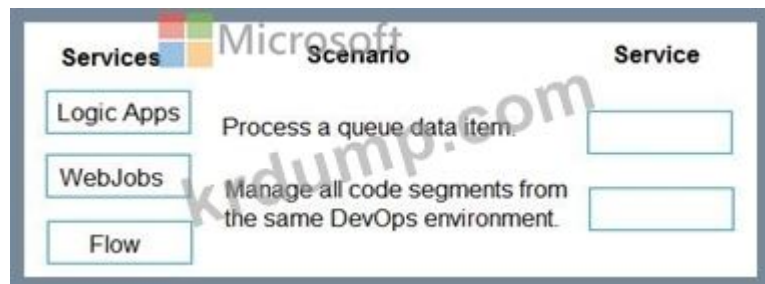 Microsoft
Services Scenario Service
Logic Apps
Process a queue data item.
WebJobs
Manage all code segments from
the same DevOps environment.
Flow
krdump.com